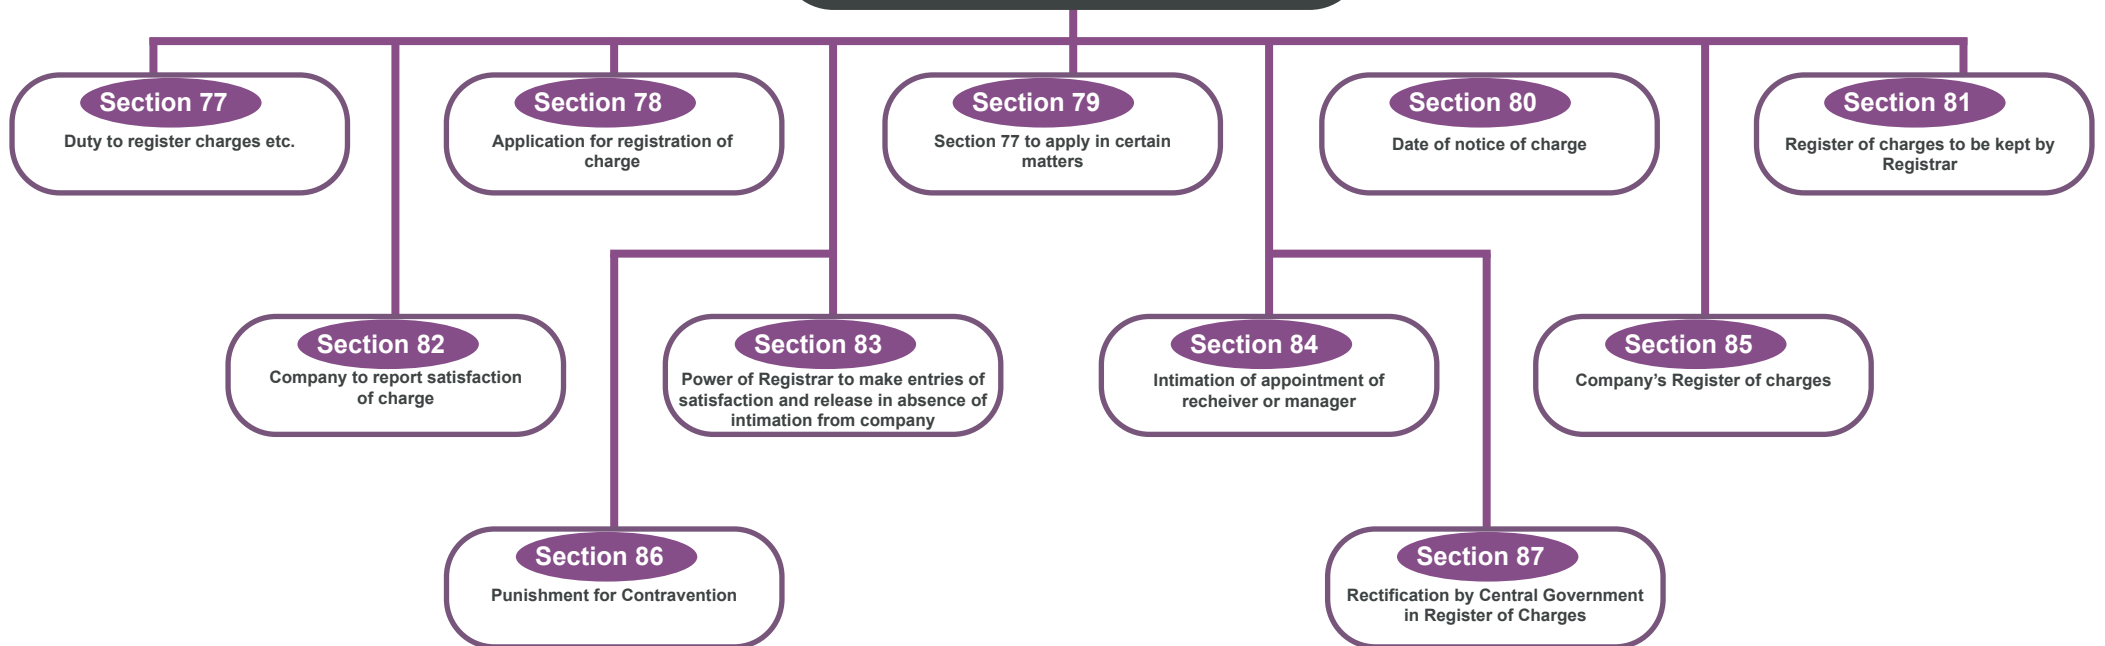 Section 77
Duty to register charges etc.
Section 78
Application for registration of
charge
Section 79
Section 77 to apply in certain
matters
Section 80
Date of notice of charge
Section 81
Register of charges to be kept by
Registrar
Section 82
Company to report satisfaction
of charge
Section 83
Power of Registrar to make entries of
satisfaction and release in absence of
intimation from company
Section 84
Intimation of appointment of
recheiver or manager
Section 85
Company’s Register of charges
Section 86
Punishment for Contravention
Section 87
Rectification by Central Government
in Register of Charges